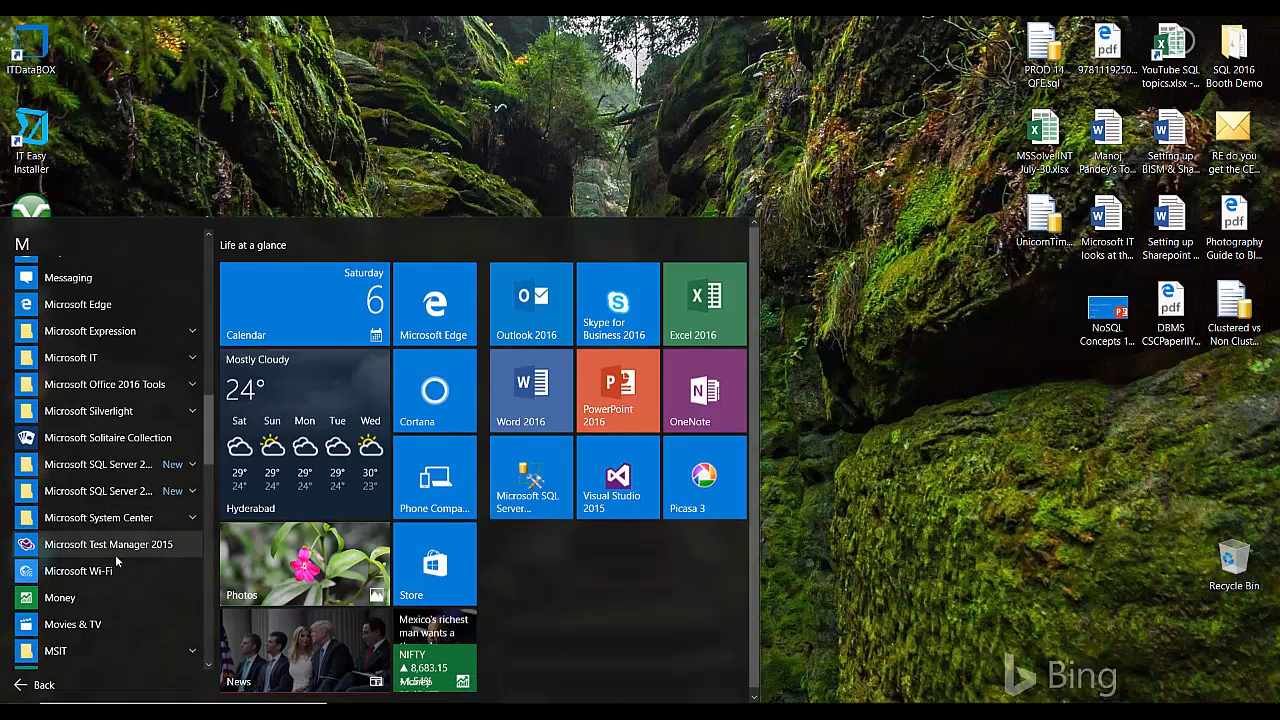 ITDataBOX
IT Easy
Installer
PROD 14
QFE.sql
9781119250...
YouTube SQL
topics.xlsx -...
SQL 2016
Booth Demo
MSSolve INT
July-30.xlsx
Manoj
Pandey's To...
Setting up
BISM & Sha...
RE do you
get the CE...
UnicornTim...
Microsoft IT
looks at th...
Setting up
Sharepoint ...
Photography
Guide to Bl...
NoSQL
Concepts 1...
DBMS
CSCPaperIIY...
Clustered vs
Non Clust...
Recycle Bin
M
Messaging
Microsoft Edge
Microsoft Expression
Microsoft IT
Microsoft Office 2016 Tools
Microsoft Silverlight
Microsoft Solitaire Collection
Microsoft SQL Server 2... New
Microsoft SQL Server 2... New
Microsoft System Center
Microsoft Test Manager 2015
Microsoft Wi-Fi
Money
Movies & TV
MSIT
Back
Life at a glance
Saturday
6
Calendar
Microsoft Edge
Mostly Cloudy
24°
Sat Sun Mon Tue Wed
29° 29° 29° 29° 30°
24° 24° 24° 24° 23°
Hyderabad
Cortana
Phone Compa...
Photos
Store
News
Mexico's richest
man wants a
NIFTY
▲ 8,683.15
Outlook 2016
Skype for
Business 2016
Excel 2016
Word 2016
PowerPoint
2016
OneNote
Microsoft SQL
Server...
Visual Studio
2015
Picasa 3
Bing